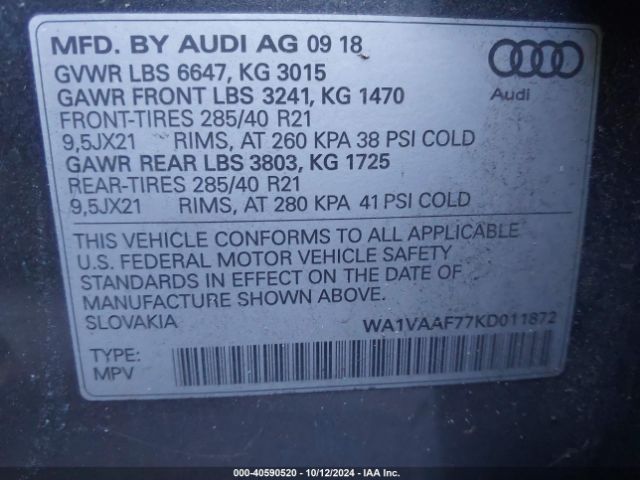 MFD. BY AUDI AG 09 18
GVWR LBS 6647, KG 3015
GAWR FRONT LBS 3241, KG 1470
Audi
FRONT-TIRES 285/40 R21
9,5JX21 RIMS, AT 260 KPA 38 PSI COLD
GAWR REAR LBS 3803, KG 1725
REAR-TIRES 285/40 R21
9,5JX21 RIMS, AT 280 KPA 41 PSI COLD
THIS VEHICLE CONFORMS TO ALL APPLICABLE
U.S. FEDERAL MOTOR VEHICLE SAFETY
STANDARDS IN EFFECT ON THE DATE OF
MANUFACTURE SHOWN ABOVE.
SLOVAKIA WA1VAAF77KD011872
TYPE:
MPV
000-40590520 - 10/12/2024 - IAA Inc.